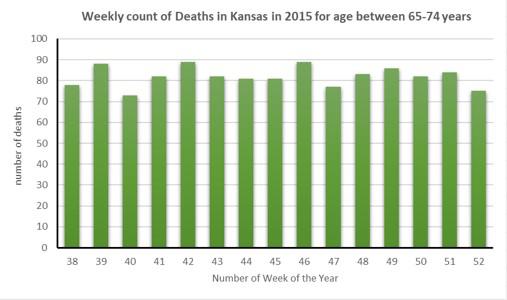 Weekly count of Deaths in Kansas in 2015 for age between 65-74 years
100
90
80
70
60
50
40
30
20
10
0
number of deaths
38 39 40 41 42 43 44 45 46 47 48 49 50 51 52
Number of Week of the Year